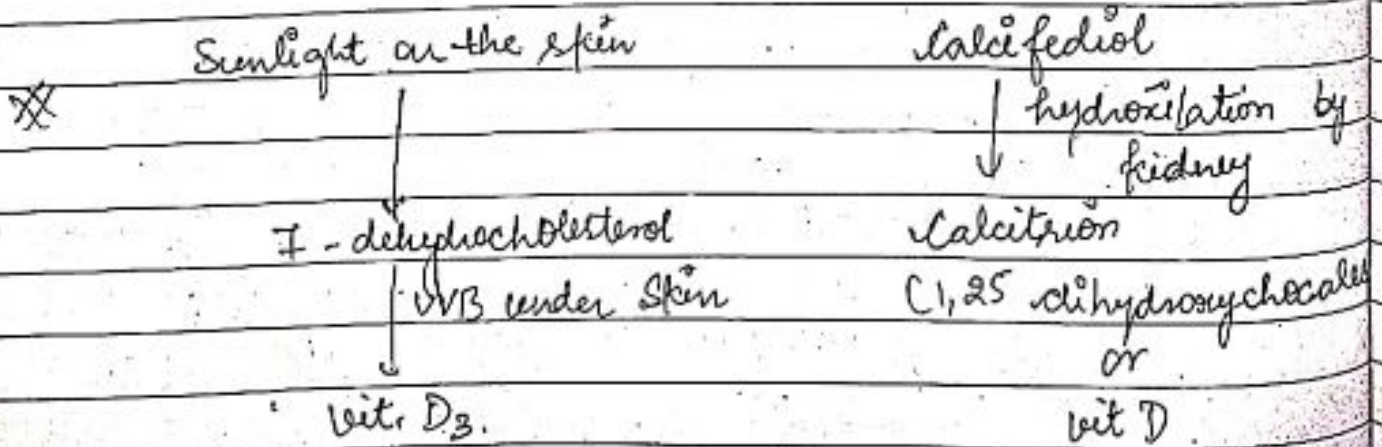 Sunlight on the skin Calcifediol
hydroxilation by
kidney
7-dehydrocholesterol Calcitrion
UVB under Skin (1,25 dihydroxychocales
or
vit. D3. vit D